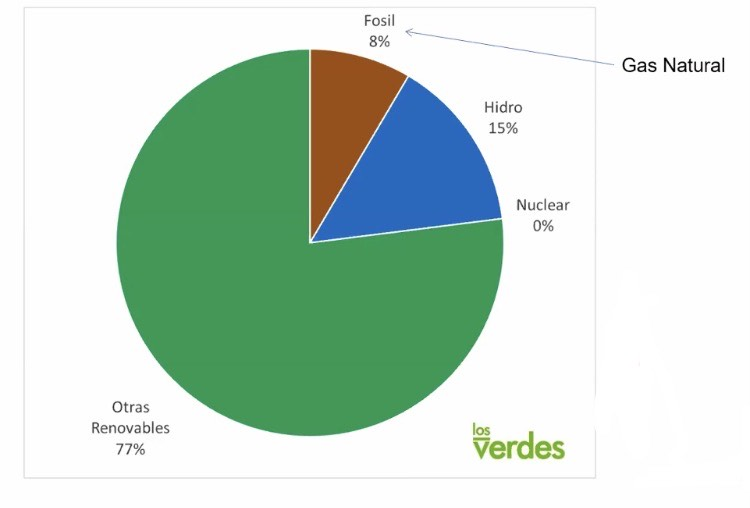 Fosil
8%
Gas Natural
Hidro
15%
Nuclear
0%
Otras
Renovables
77%
los
verdes